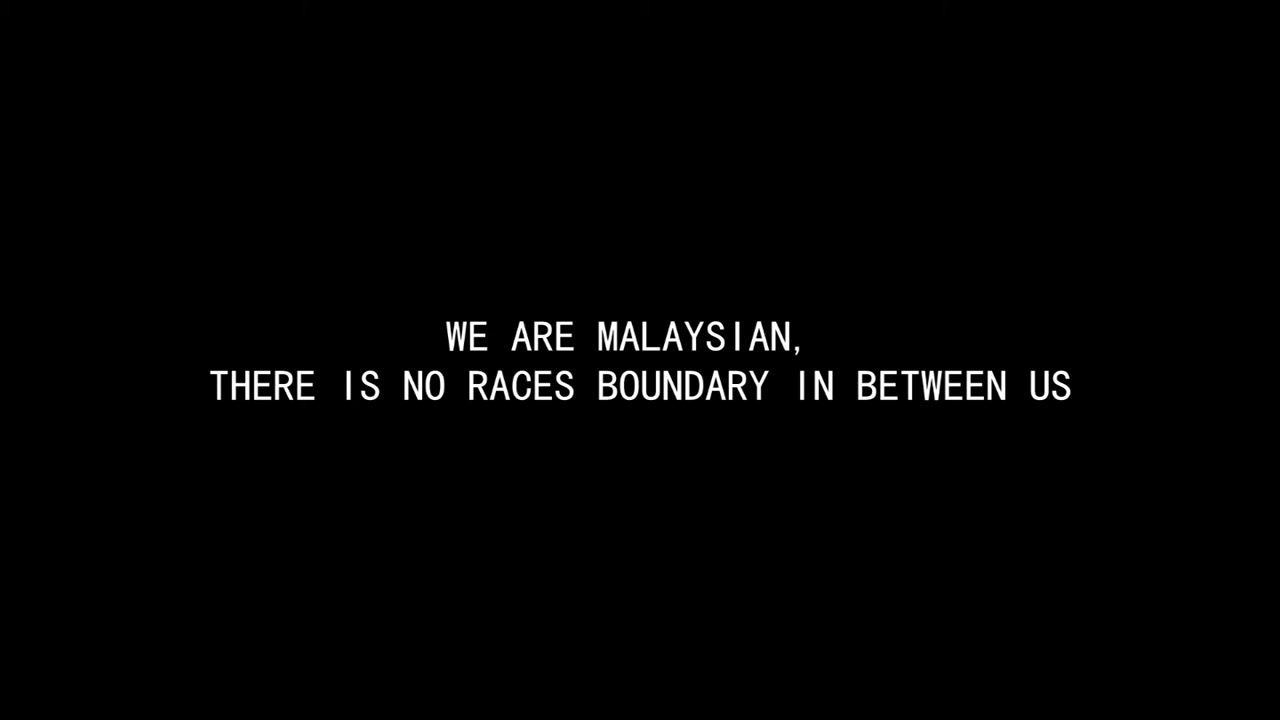 WE ARE MALAYSIAN,
THERE IS NO RACES BOUNDARY IN BETWEEN US